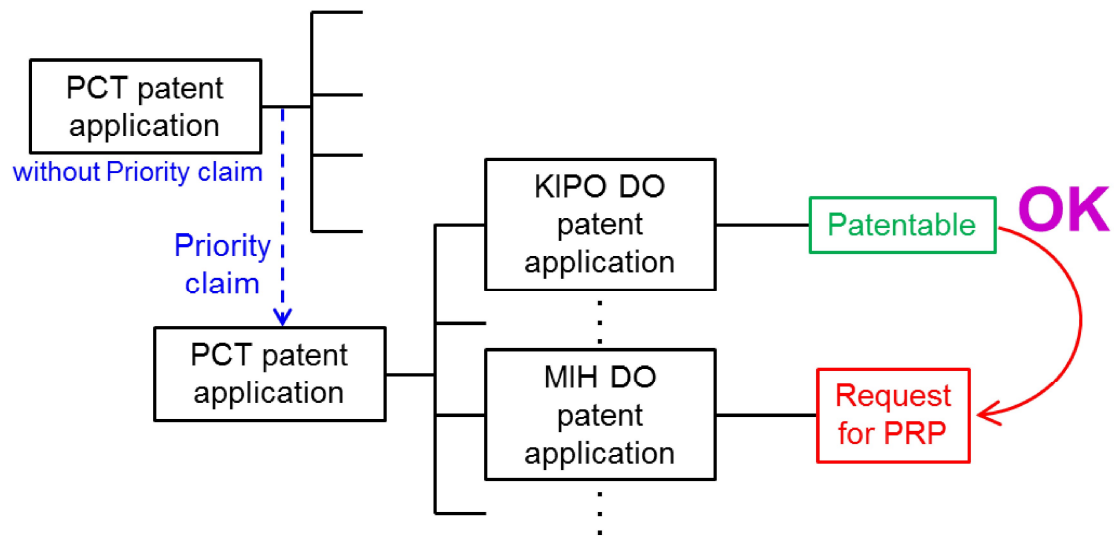 PCT patent
application
without Priority claim
Priority
claim
PCT patent
application
KIPO DO
patent
application
Patentable
OK
MIH DO
patent
application
Request
for PRP